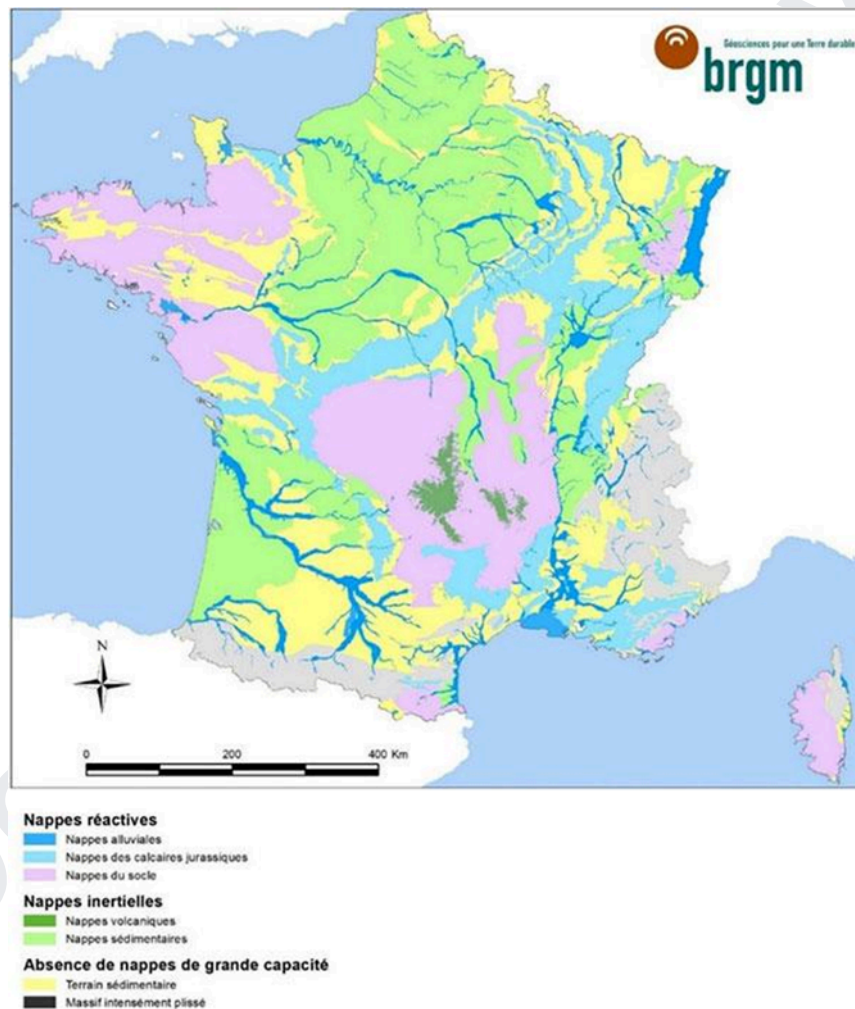 Géosciences pour une Terre durable
brgm
N
0 200 400 Km
Nappes réactives
Nappes alluviales
Nappes des calcaires jurassiques
Nappes du socle
Nappes inertielles
Nappes volcaniques
Nappes sédimentaires
Absence de nappes de grande capacité
Terrain sédimentaire
Massif intensément plissé